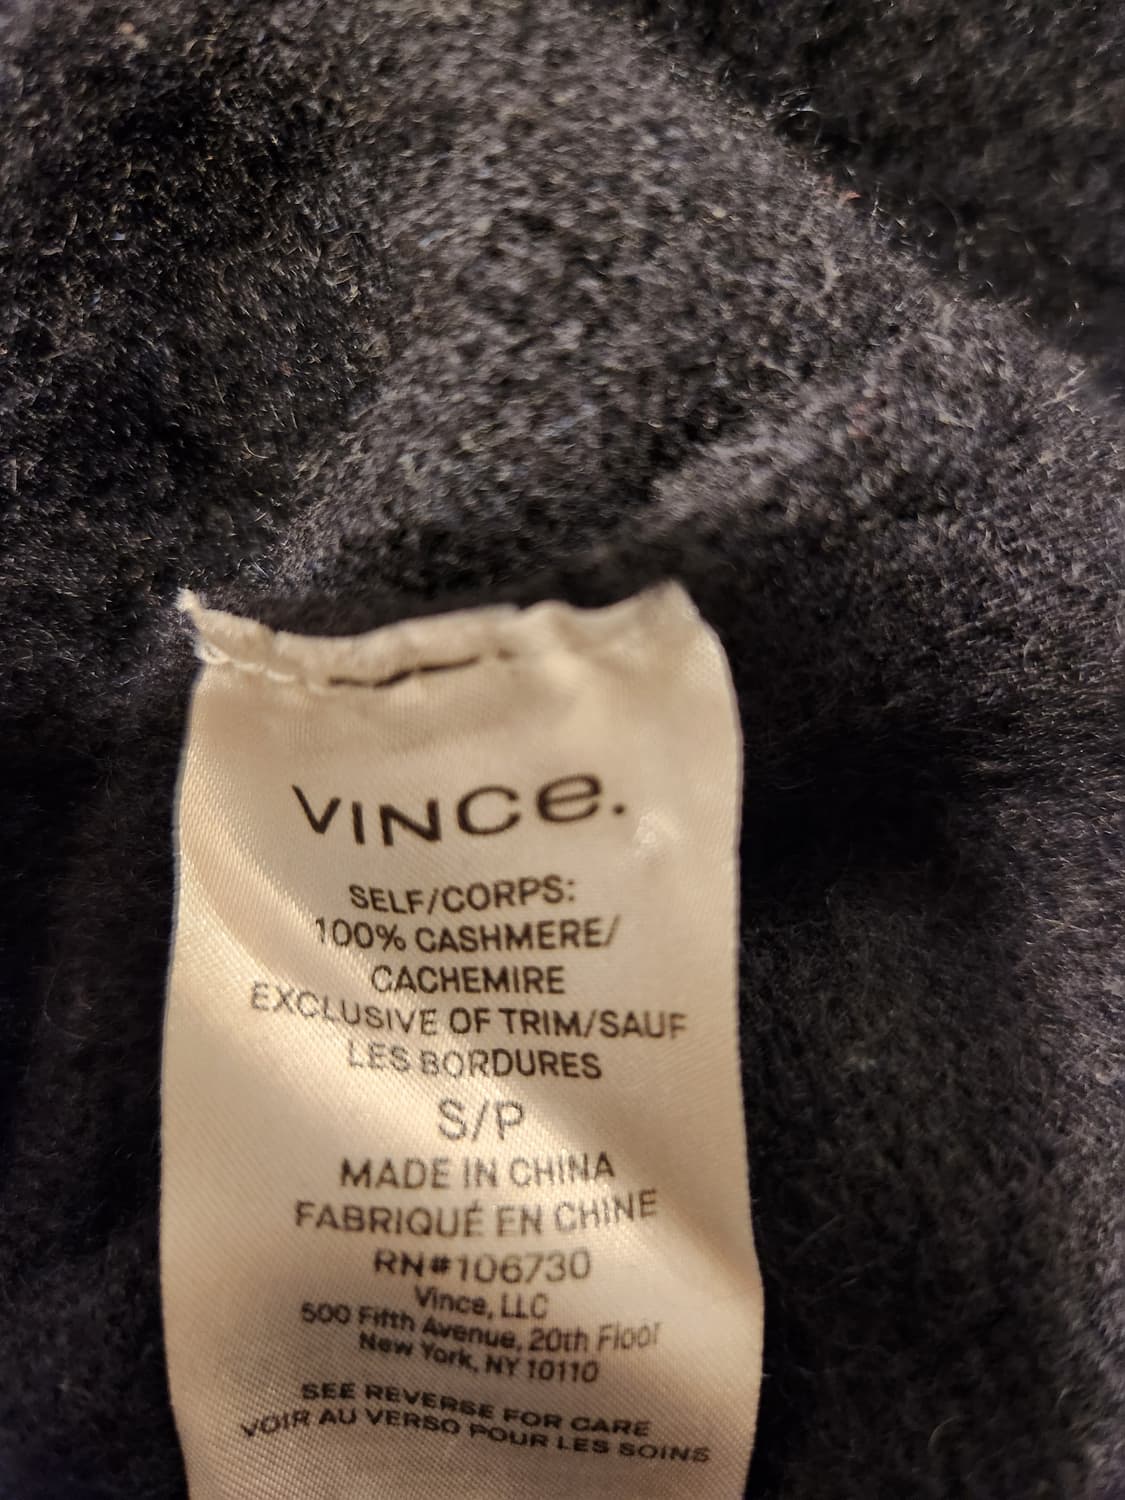 VINCe.
SELF/CORPS:
100% CASHMERE/
CACHEMIRE
EXCLUSIVE OF TRIM/SAUF
LES BORDURES
S/P
MADE IN CHINA
FABRIQUÉ EN CHINE
RN#106730
Vince, LLC
500 Fifth Avenue, 20th Floor
New York, NY 10110
SEE REVERSE FOR CARE
VOIR AU VERSO POUR LES SOINS